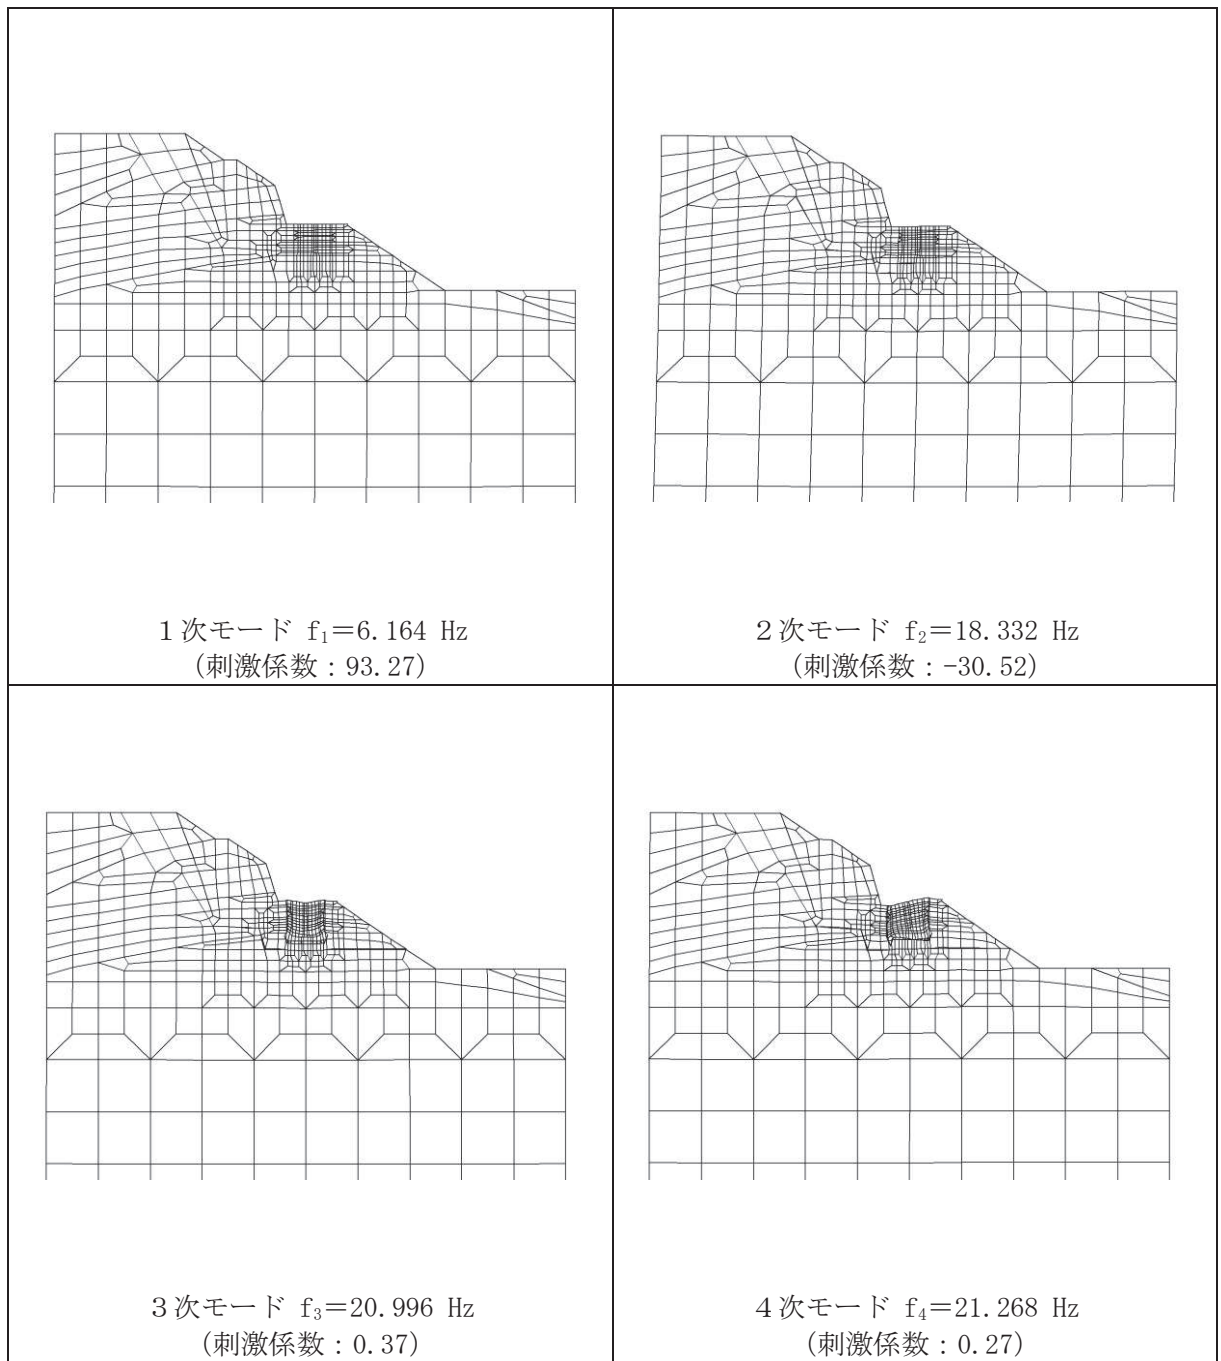 1次モード f₁=6.164 Hz
(刺激係数:93.27)
2次モード f₂=18.332 Hz
(刺激係数:-30.52)
3次モード f₃=20.996 Hz
(刺激係数:0.37)
4次モード f₄=21.268 Hz
(刺激係数:0.27)